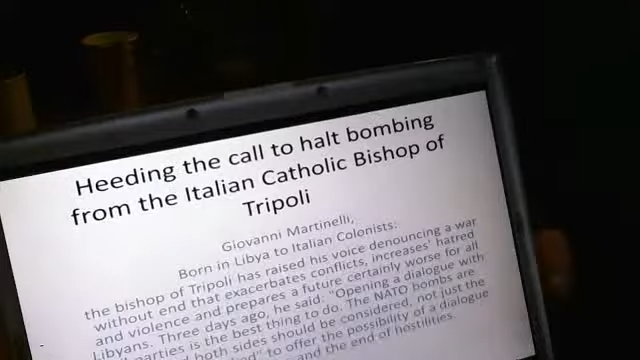 Heeding the call to halt bombing
from the Italian Catholic Bishop of
Tripoli
Giovanni Martinelli,
Born in Libya to Italian Colonists:
the bishop of Tripoli has raised his voice denouncing a war
without end that exacerbates conflicts, increases' hatred
and violence and prepares a future certainly worse for all
Libyans. Three days ago, he said: "Opening a dialogue with
parties is the best thing to do. The NATO bombs are
and both sides should be considered, not just the
" to offer the possibility of a dialogue
and the end of hostilities.